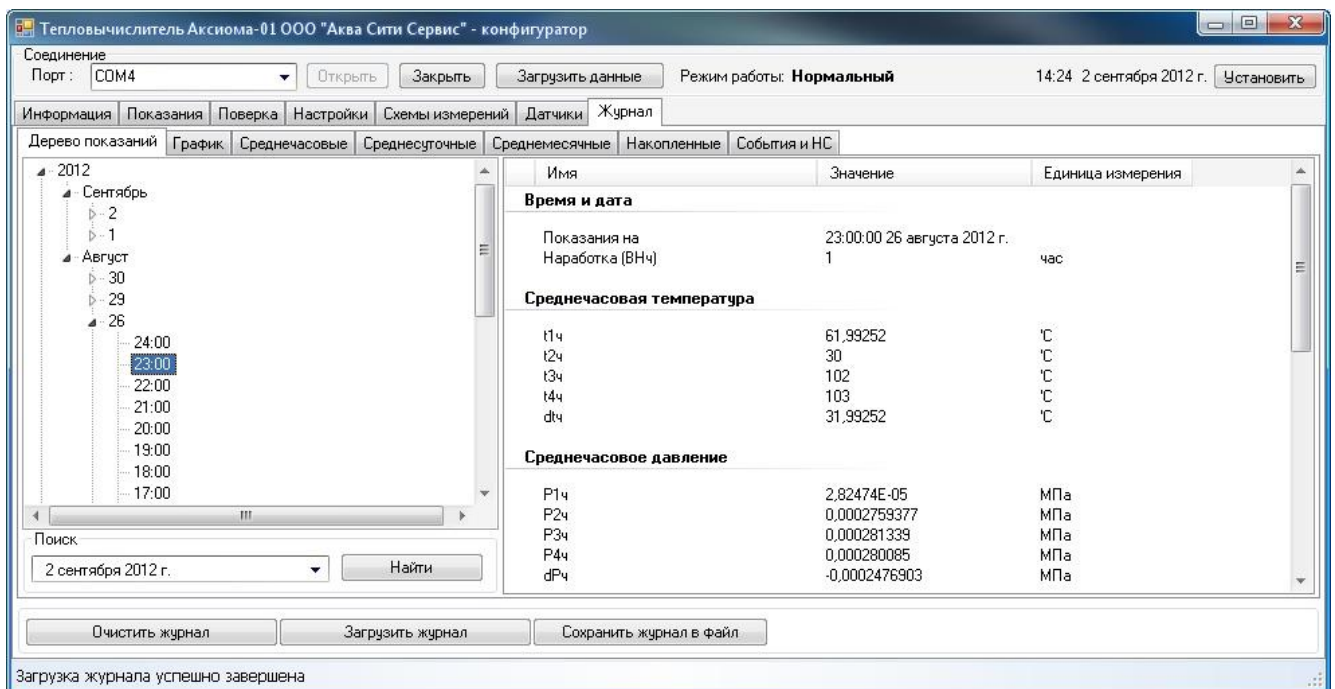 Тепловычислитель Аксиома-01 ООО "Аква Сити Сервис" - конфигуратор
Соединение
Порт : COM4 Открыть Закрыть Загрузить данные Режим работы: Нормальный 14:24 2 сентября 2012 г. Установить
Информация Показания Поверка Настройки Схемы измерений Датчики Журнал
Дерево показаний График Среднечасовые Среднесуточные Среднемесячные Накопленные События и НС
2012
Сентябрь
2
1
Август
30
29
26
24:00
23:00
22:00
21:00
20:00
19:00
18:00
17:00
Поиск
2 сентября 2012 г. Найти
Имя Значение Единица измерения
Время и дата
Показания на 23:00:00 26 августа 2012 г.
Наработка (ВНч) 1 час
Среднечасовая температура
t1ч 61,99252 °C
t2ч 30 °C
t3ч 102 °C
t4ч 103 °C
dtч 31,99252 °C
Среднечасовое давление
P1ч 2,82474E-05 МПа
P2ч 0,0002759377 МПа
P3ч 0,000281339 МПа
P4ч 0,000280085 МПа
dPч -0,0002476903 МПа
Очистить журнал Загрузить журнал Сохранить журнал в файл
Загрузка журнала успешно завершена